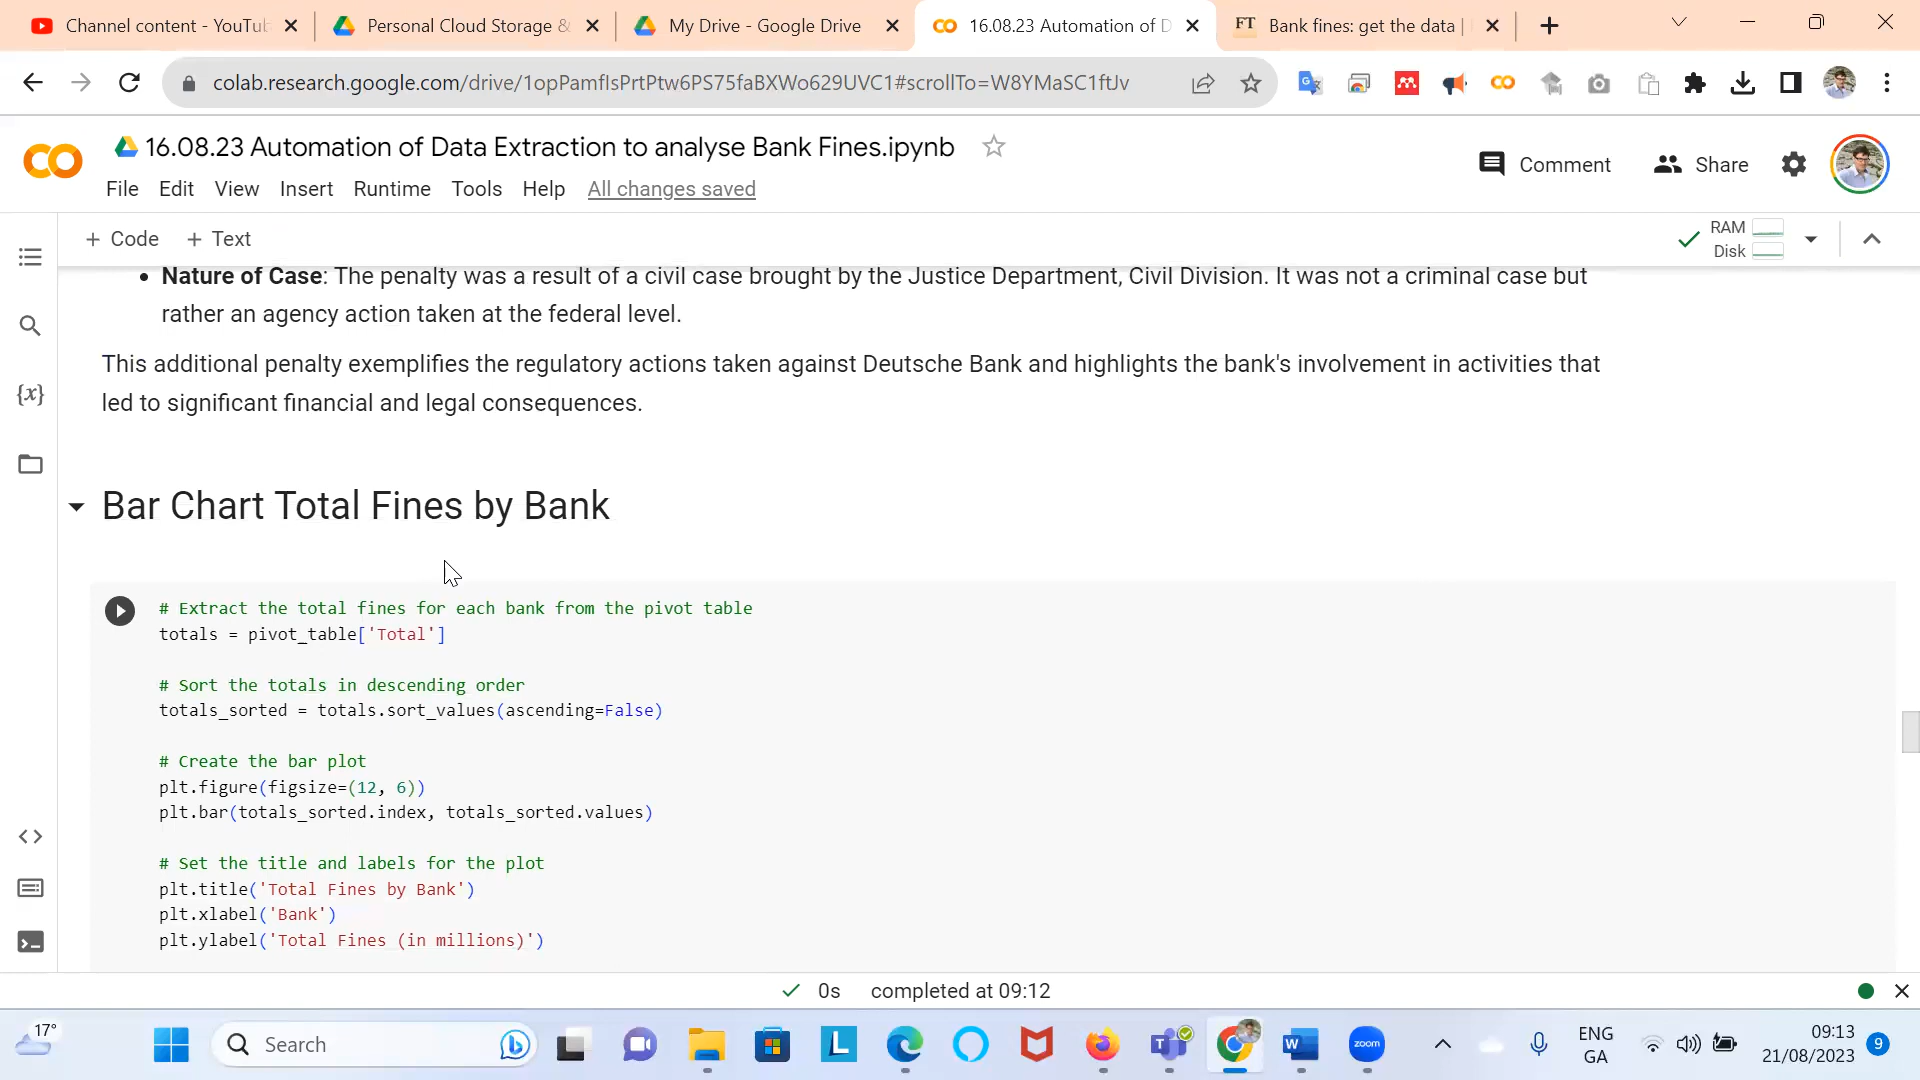 Channel content - YouTub
Personal Cloud Storage &
My Drive - Google Drive
16.08.23 Automation of D
FT
Bank fines: get the data |
colab.research.google.com/drive/1opPamfIsPrtPtw6PS75faBXWo629UVC1#scrollTo=W8YMaSC1ftJv
16.08.23 Automation of Data Extraction to analyse Bank Fines.ipynb
Comment
Share
File Edit View Insert Runtime Tools Help All changes saved
+ Code + Text
RAM
Disk
• Nature of Case: The penalty was a result of a civil case brought by the Justice Department, Civil Division. It was not a criminal case but
rather an agency action taken at the federal level.
This additional penalty exemplifies the regulatory actions taken against Deutsche Bank and highlights the bank's involvement in activities that
led to significant financial and legal consequences.
Bar Chart Total Fines by Bank
# Extract the total fines for each bank from the pivot table
totals = pivot_table['Total']
# Sort the totals in descending order
totals_sorted = totals.sort_values(ascending=False)
# Create the bar plot
plt.figure(figsize=(12, 6))
plt.bar(totals_sorted.index, totals_sorted.values)
# Set the title and labels for the plot
plt.title('Total Fines by Bank')
plt.xlabel('Bank')
plt.ylabel('Total Fines (in millions)')
0s completed at 09:12
17°
Search
zoom
ENG
GA
09:13
21/08/2023
9